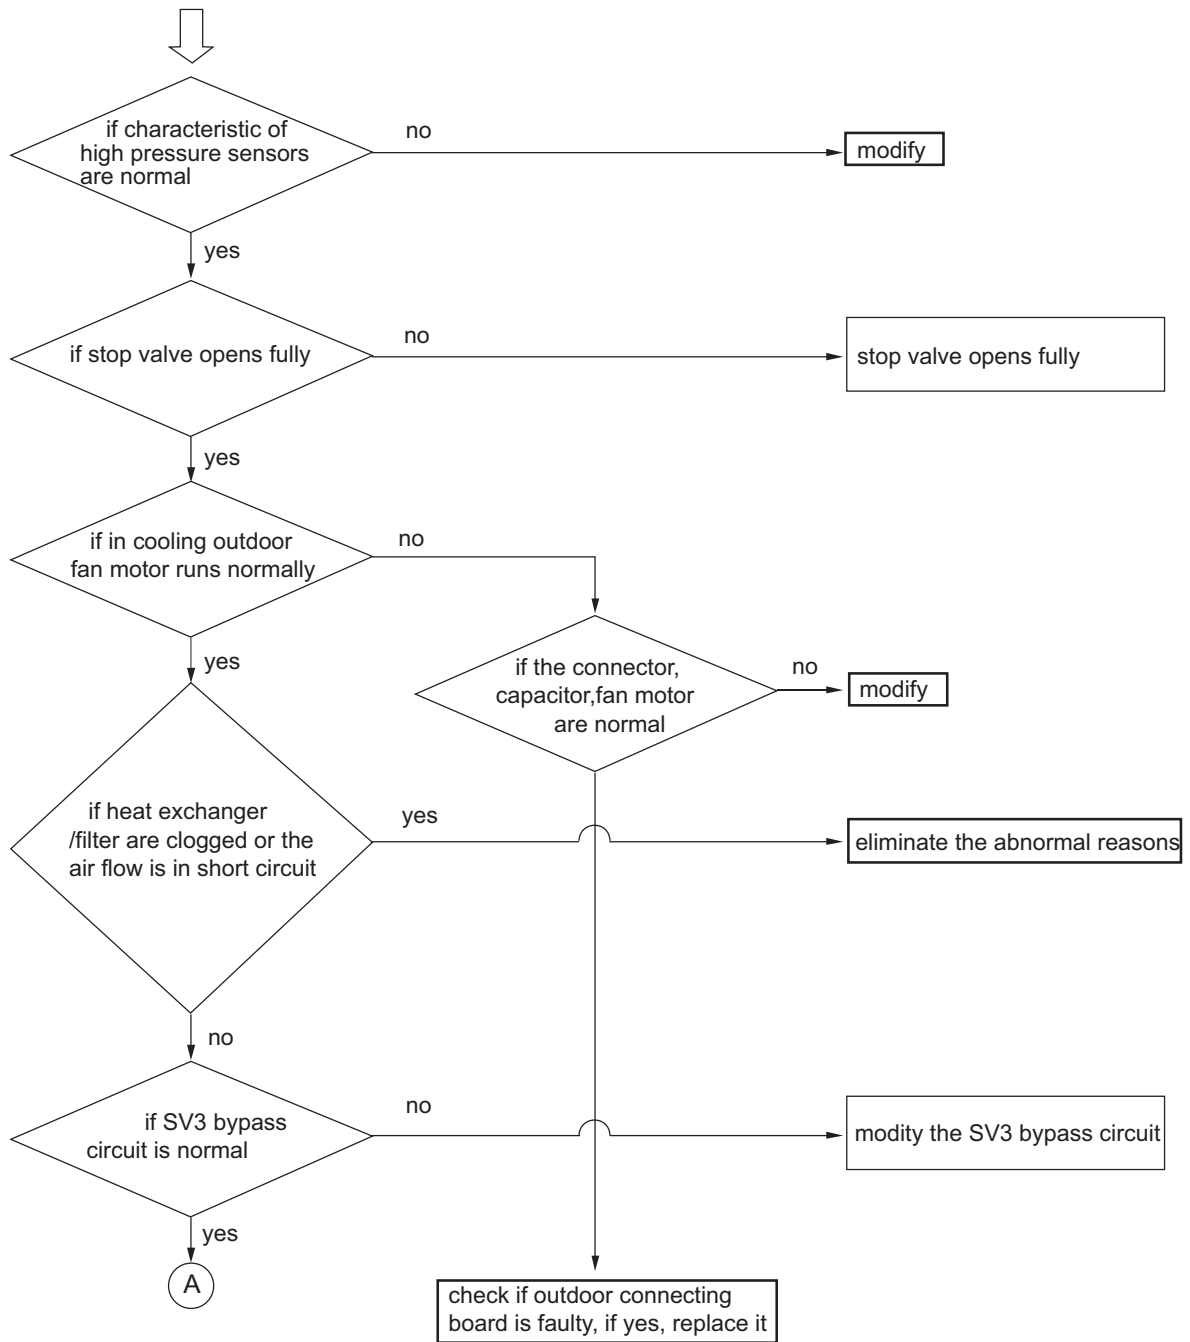 if characteristic of
high pressure sensors
are normal
no
modify
yes
if stop valve opens fully
no
stop valve opens fully
yes
if in cooling outdoor
fan motor runs normally
no
yes
if the connector,
capacitor,fan motor
are normal
no
modify
if heat exchanger
/filter are clogged or the
air flow is in short circuit
yes
eliminate the abnormal reasons
no
if SV3 bypass
circuit is normal
no
modity the SV3 bypass circuit
yes
A
check if outdoor connecting
board is faulty, if yes, replace it